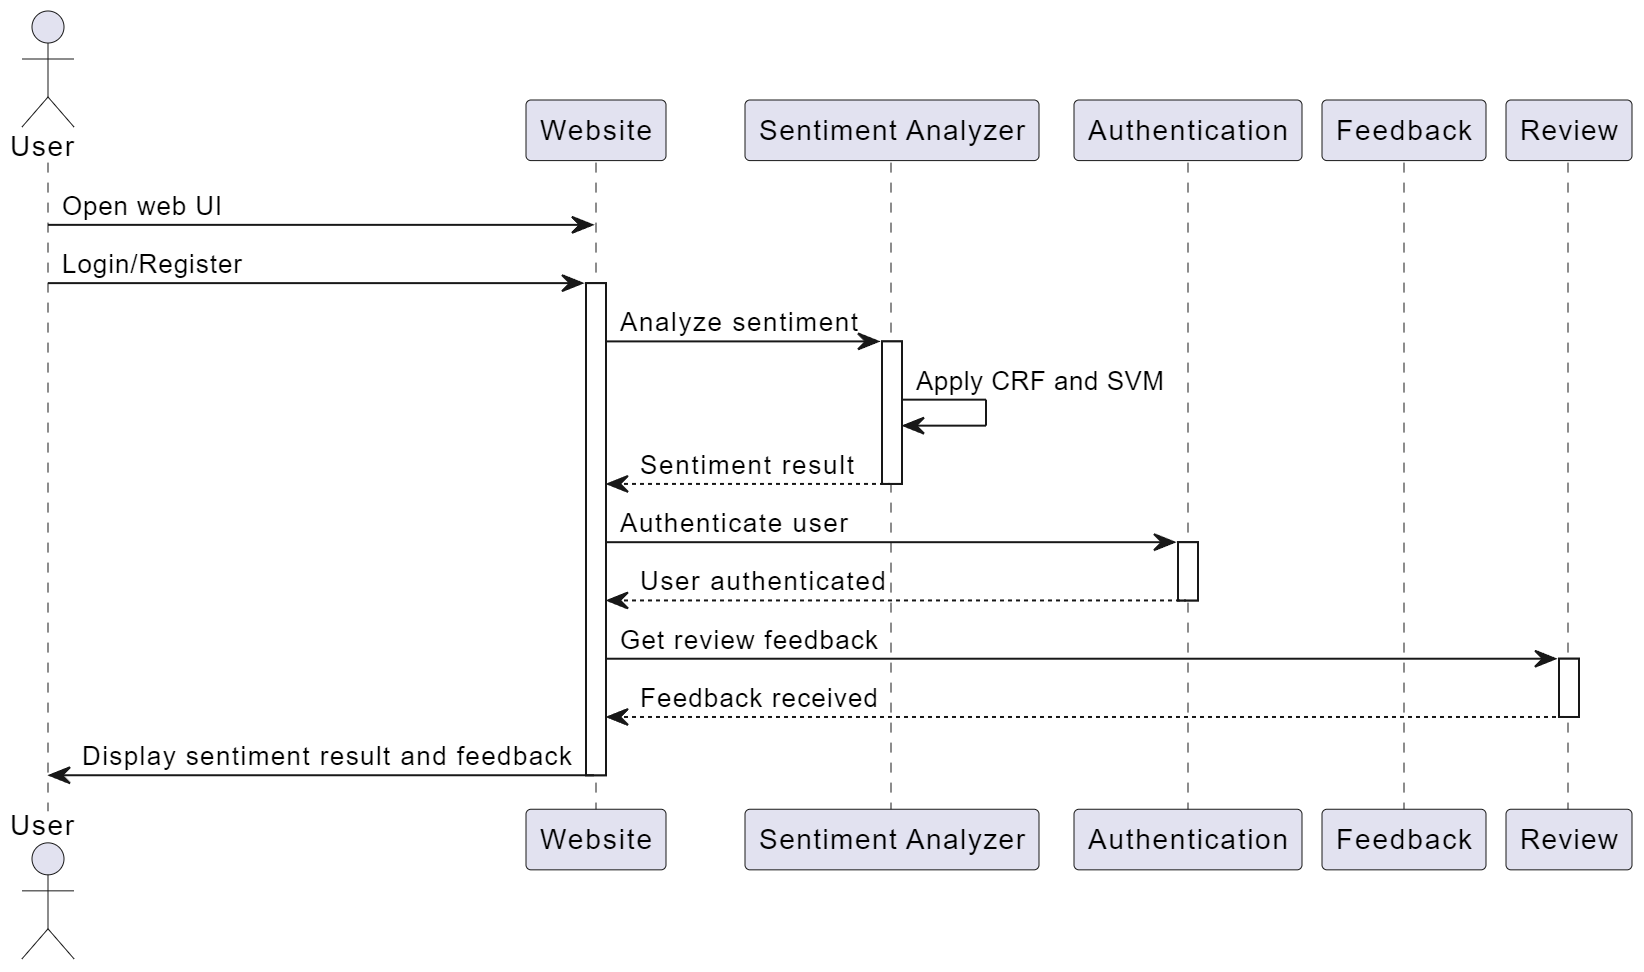 User
Website
Sentiment Analyzer
Authentication
Feedback
Review
Open web UI
Login/Register
Analyze sentiment
Apply CRF and SVM
Sentiment result
Authenticate user
User authenticated
Get review feedback
Feedback received
Display sentiment result and feedback
User
Website
Sentiment Analyzer
Authentication
Feedback
Review